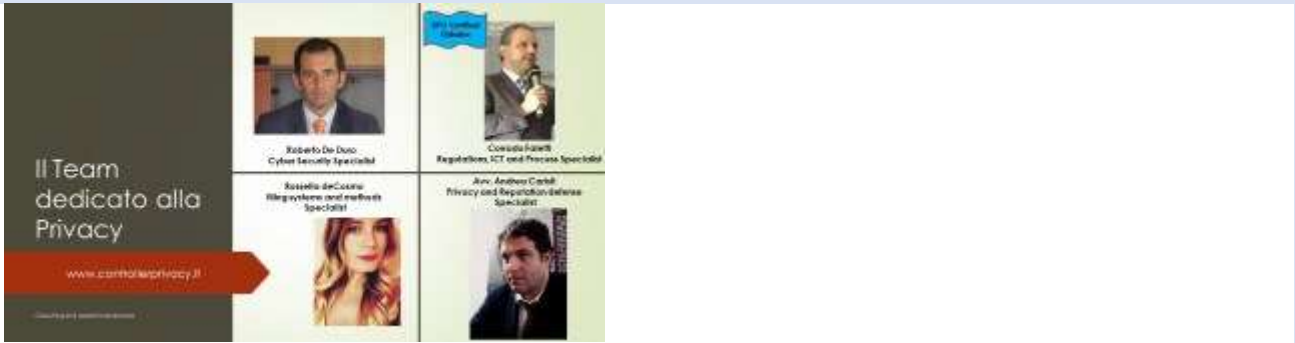 Il Team
dedicato alla
Privacy
www.controllerprivacy.it
Roberto De Duro
Cyber Security Specialist
Corrado Faletti
Regulations, ICT and Process Specialist
Rossella deCosmo
Filing systems and methods
Specialist
Avv. Andrea
Privacy and Reputation defense
Specialist